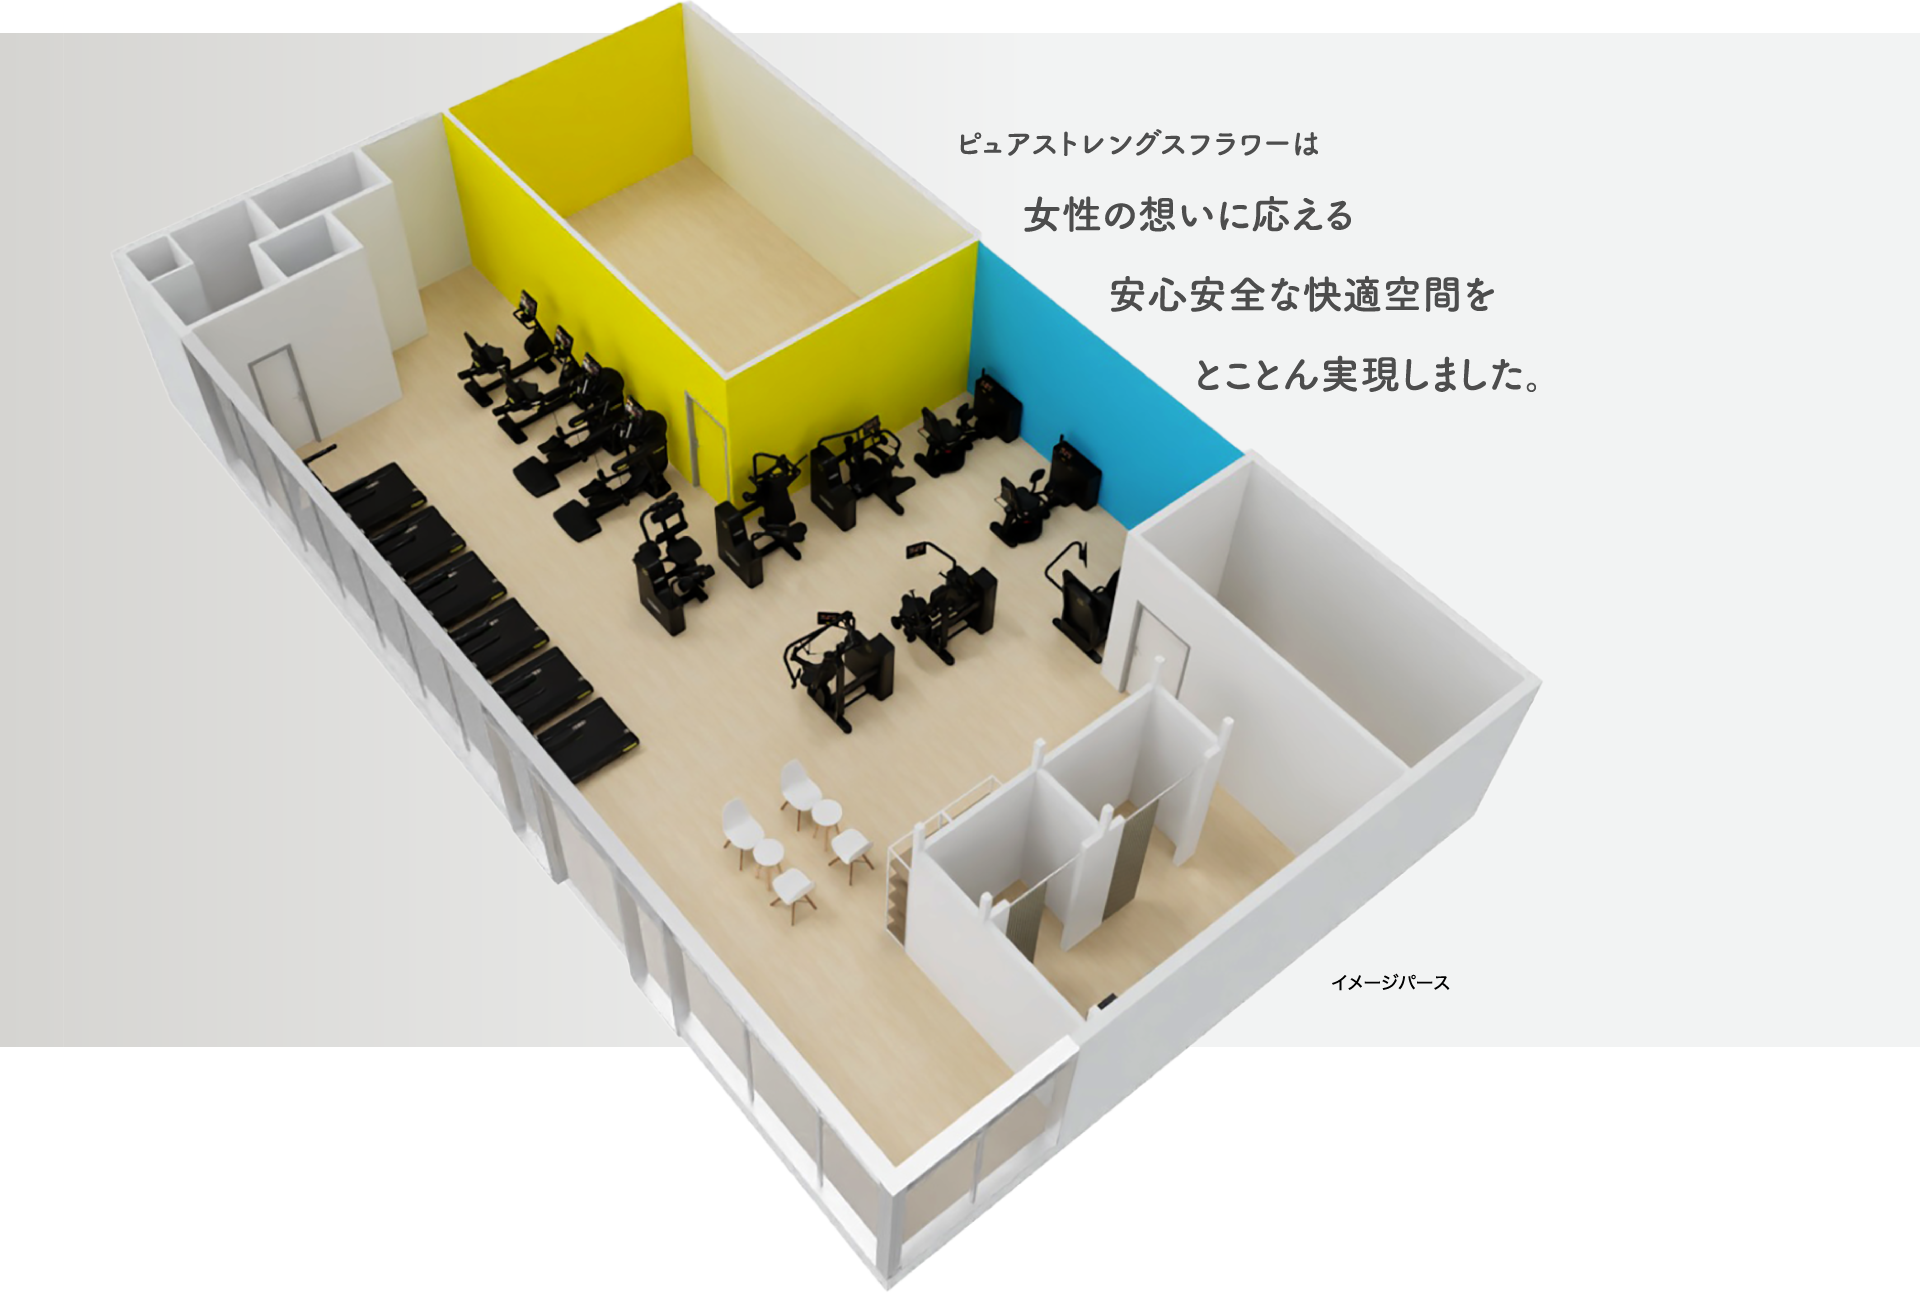 ピュアストレングスフラワーは
女性の想いに応える
安心安全な快適空間を
とことん実現しました。
イメージパース